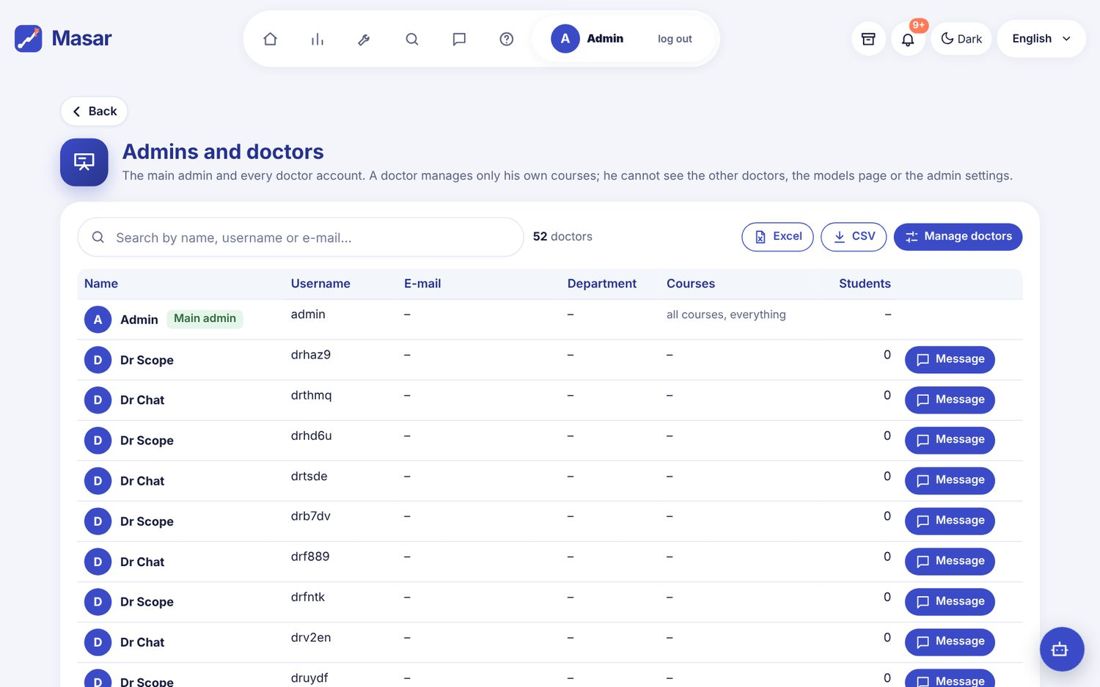 Masar
A Admin log out
9+
Dark
English
Back
Admins and doctors
The main admin and every doctor account. A doctor manages only his own courses; he cannot see the other doctors, the models page or the admin settings.
Search by name, username or e-mail...
52 doctors
Excel CSV Manage doctors
Name Username E-mail Department Courses Students
A Admin Main admin admin – – all courses, everything –
D Dr Scope drhaz9 – – – 0 Message
D Dr Chat drthmq – – – 0 Message
D Dr Scope drhd6u – – – 0 Message
D Dr Chat drtsde – – – 0 Message
D Dr Scope drb7dv – – – 0 Message
D Dr Chat drf889 – – – 0 Message
D Dr Scope drfntk – – – 0 Message
D Dr Chat drv2en – – – 0 Message
D Dr Scope druydf – – – 0 Message